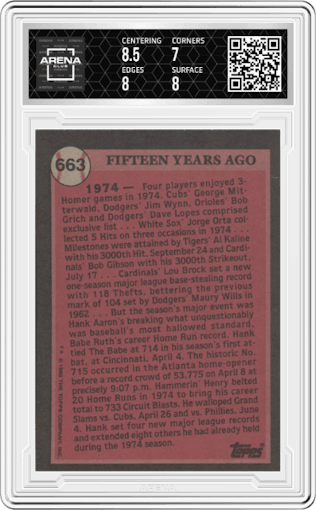 CENTERING
8.5
CORNERS
7
EDGES
8
SURFACE
8
ARENA
CLUB
663
FIFTEEN YEARS AGO
1974 — Four players enjoyed 3-
Homer games in 1974. Cubs' George Mit-
terwald, Dodgers' Jim Wynn, Orioles' Bob
Grich and Dodgers' Dave Lopes comprised
exclusive list . . . White Sox' Jorge Orta col-
lected 5 Hits on three occasions in 1974 . . .
Milestones were attained by Tigers' Al Kaline
with his 3000th Hit, September 24 and Cardi-
nals' Bob Gibson with his 3000th Strikeout,
July 17 . . . Cardinals' Lou Brock set a new
one-season major league base-stealing record
with 118 Thefts, bettering the previous
mark of 104 set by Dodgers' Maury Wills in
1962 . . . But the season's major event was
Hank Aaron's breaking what unquestionably
was baseball's most hallowed standard,
Babe Ruth's career Home Run record. Hank
tied The Babe at 714 in his season's first at-
bat, at Cincinnati, April 4. The historic No.
715 occurred in the Atlanta home-opener
before a record crowd of 53,775 on April 8 at
precisely 9:07 p.m. Hammerin' Henry belted
20 Home Runs in 1974 to bring his career
total to 733 Circuit Blasts. He walloped Grand
Slams vs. Cubs, April 26 and vs. Phillies, June
4. Hank set four new major league records
and extended eight others he had already held
during the 1974 season.
topps
ARENA